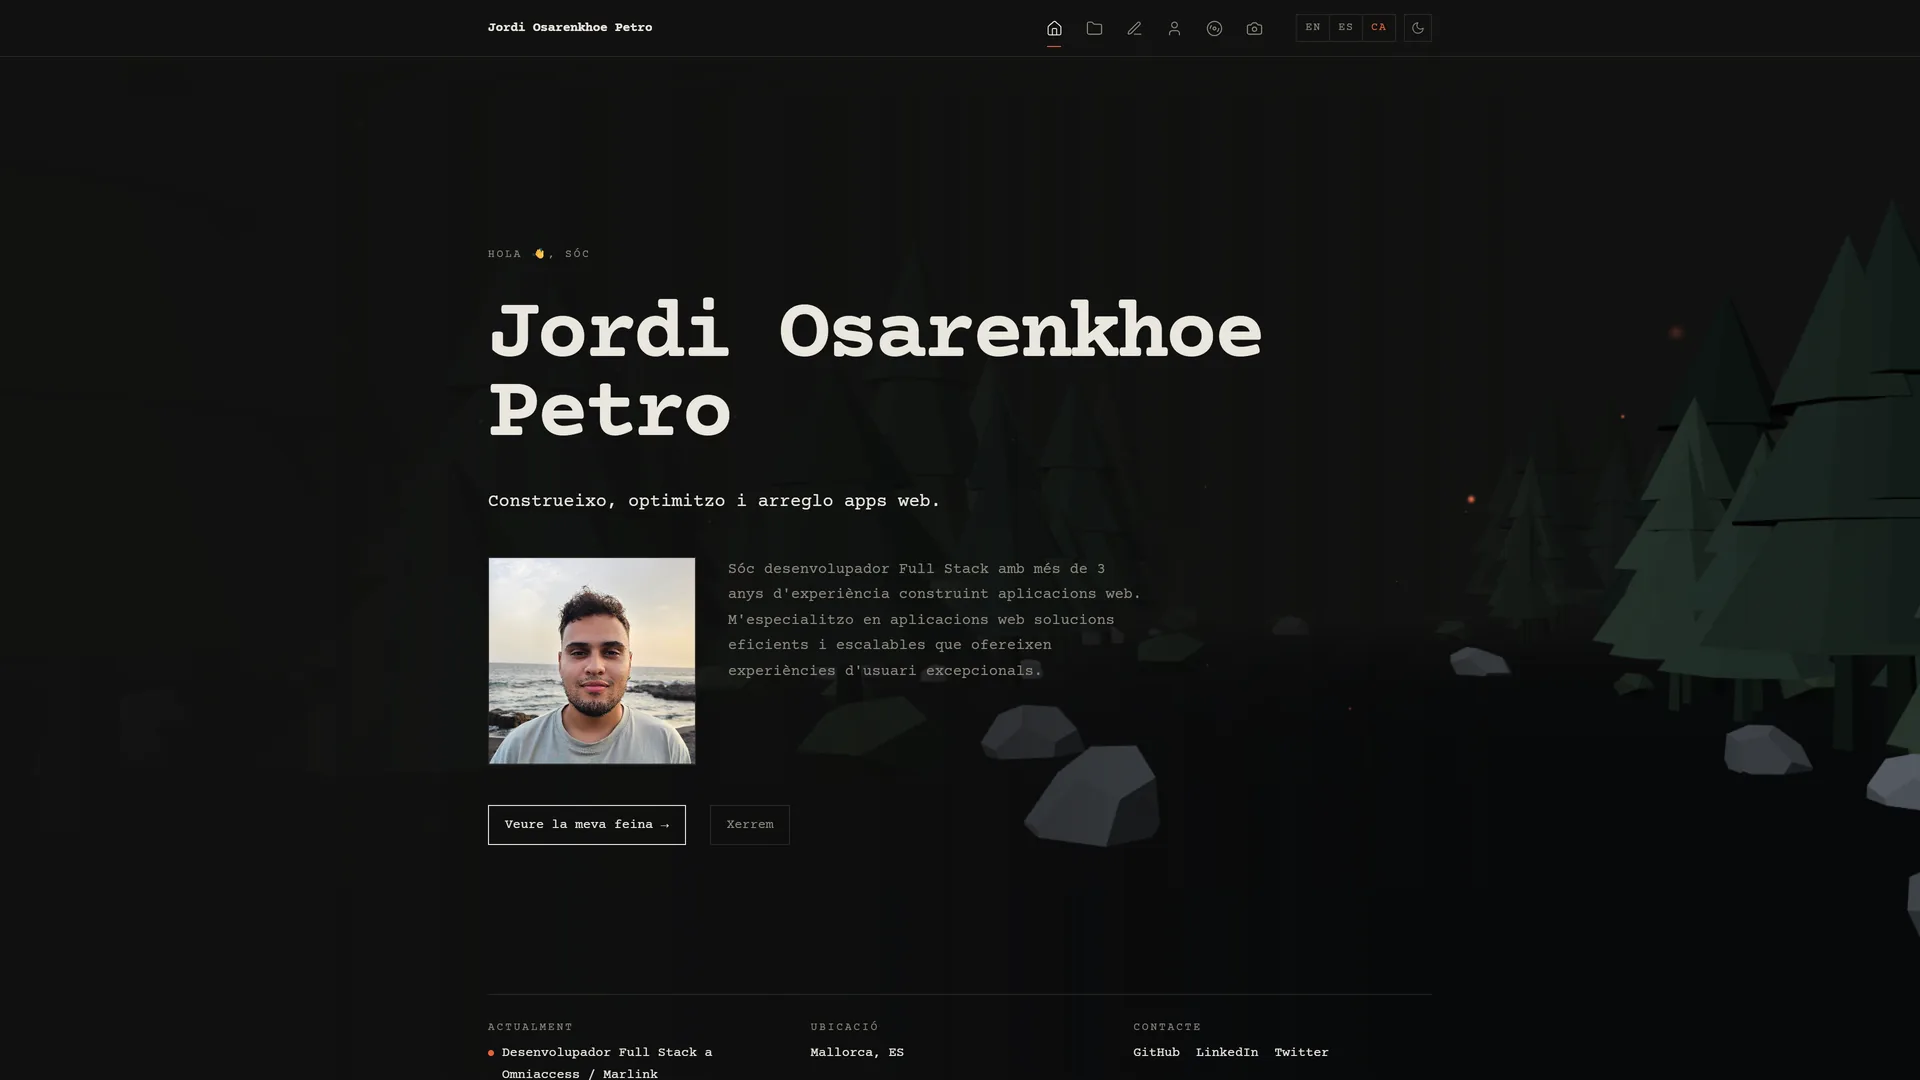 Jordi Osarenkhoe Petro
EN ES CA
HOLA 👋, SÓC
Jordi Osarenkhoe
Petro
Construeixo, optimitzo i arreglo apps web.
Sóc desenvolupador Full Stack amb més de 3
anys d'experiència construint aplicacions web.
M'especialitzo en aplicacions web solucions
eficients i escalables que ofereixen
experiències d'usuari excepcionals.
Veure la meva feina →
Xerrem
ACTUALMENT
Desenvolupador Full Stack a
Omniaccess / Marlink
UBICACIÓ
Mallorca, ES
CONTACTE
GitHub LinkedIn Twitter